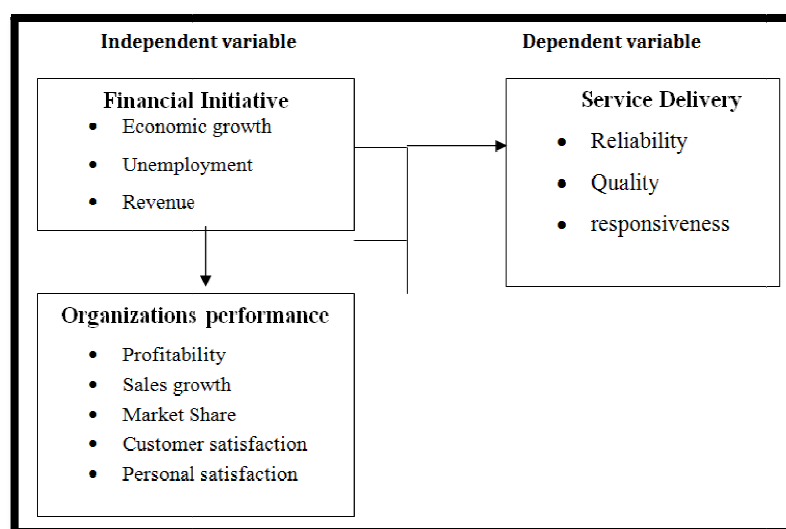 Independent variable
Dependent variable
Financial Initiative
• Economic growth
• Unemployment
• Revenue
Service Delivery
• Reliability
• Quality
• responsiveness
Organizations performance
• Profitability
• Sales growth
• Market Share
• Customer satisfaction
• Personal satisfaction